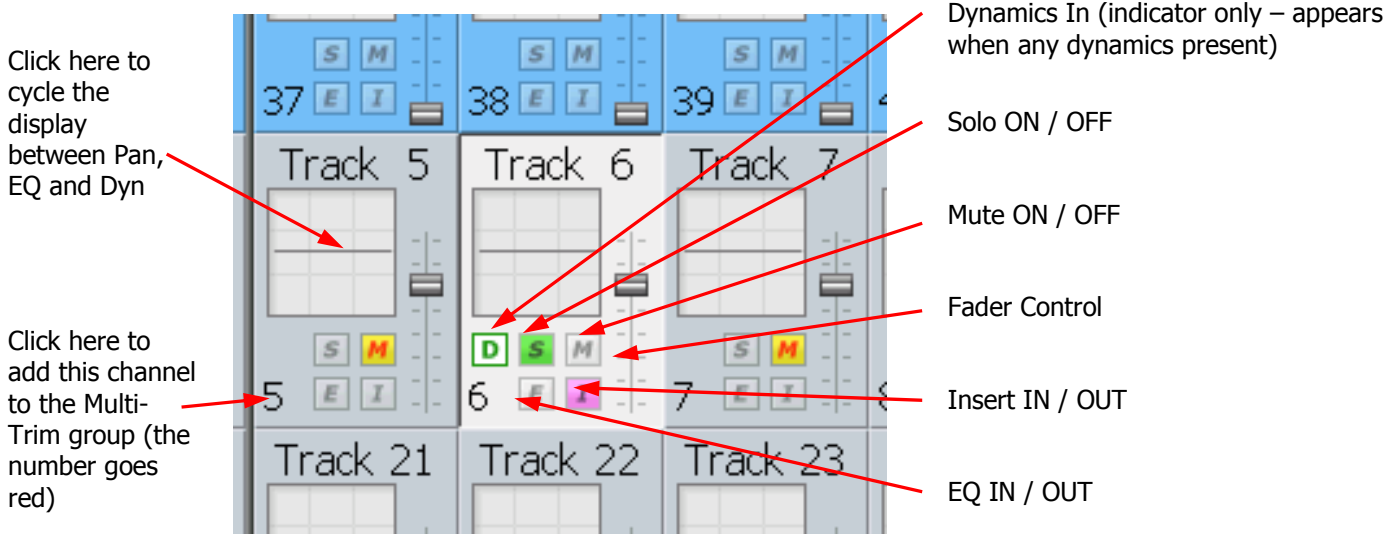 Click here to
cycle the
display
between Pan,
EQ and Dyn
Click here to
add this channel
to the Multi-
Trim group (the
number goes
red)
S M S M S M
37 E I 38 E I 39 E I
Track 5 Track 6 Track 7
S M D S M S M
5 E I 6 E I 7 E I
Track 21 Track 22 Track 23
Dynamics In (indicator only – appears
when any dynamics present)
Solo ON / OFF
Mute ON / OFF
Fader Control
Insert IN / OUT
EQ IN / OUT